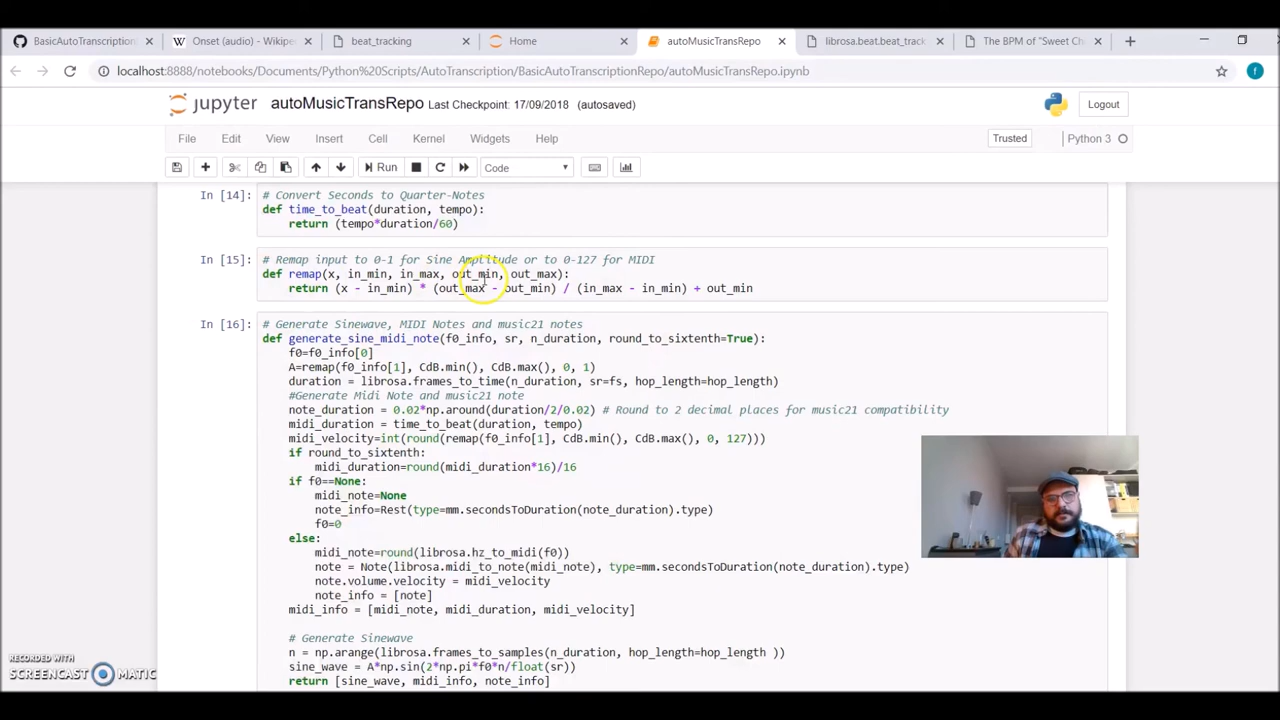 BasicAutoTranscription
Onset (audio) - Wikiper
beat_tracking
Home
autoMusicTransRepo
librosa.beat.beat_track
The BPM of "Sweet Ch
localhost:8888/notebooks/Documents/Python%20Scripts/AutoTranscription/BasicAutoTranscriptionRepo/autoMusicTransRepo.ipynb
f
jupyter autoMusicTransRepo Last Checkpoint: 17/09/2018 (autosaved)
Logout
File Edit View Insert Cell Kernel Widgets Help
Trusted
Python 3
Run
Code
In [14]:
# Convert Seconds to Quarter-Notes
def time_to_beat(duration, tempo):
    return (tempo*duration/60)
In [15]:
# Remap input to 0-1 for Sine Amplitude or to 0-127 for MIDI
def remap(x, in_min, in_max, out_min, out_max):
    return (x - in_min) * (out_max - out_min) / (in_max - in_min) + out_min
In [16]:
# Generate Sinewave, MIDI Notes and music21 notes
def generate_sine_midi_note(f0_info, sr, n_duration, round_to_sixtenth=True):
    f0=f0_info[0]
    A=remap(f0_info[1], CdB.min(), CdB.max(), 0, 1)
    duration = librosa.frames_to_time(n_duration, sr=fs, hop_length=hop_length)
    #Generate Midi Note and music21 note
    note_duration = 0.02*np.around(duration/2/0.02) # Round to 2 decimal places for music21 compatibility
    midi_duration = time_to_beat(duration, tempo)
    midi_velocity=int(round(remap(f0_info[1], CdB.min(), CdB.max(), 0, 127)))
    if round_to_sixtenth:
        midi_duration=round(midi_duration*16)/16
    if f0==None:
        midi_note=None
        note_info=Rest(type=mm.secondsToDuration(note_duration).type)
        f0=0
    else:
        midi_note=round(librosa.hz_to_midi(f0))
        note = Note(librosa.midi_to_note(midi_note), type=mm.secondsToDuration(note_duration).type)
        note.volume.velocity = midi_velocity
        note_info = [note]
    midi_info = [midi_note, midi_duration, midi_velocity]
    # Generate Sinewave
    n = np.arange(librosa.frames_to_samples(n_duration, hop_length=hop_length ))
    sine_wave = A*np.sin(2*np.pi*f0*n/float(sr))
    return [sine_wave, midi_info, note_info]
RECORDED WITH
SCREENCAST MATIC